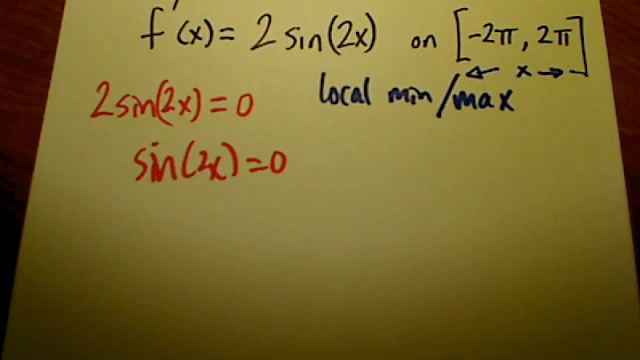 f'(x) = 2 sin(2x) on [-2π, 2π]
← x →
2sin(2x) = 0 local min/max
sin(2x) = 0